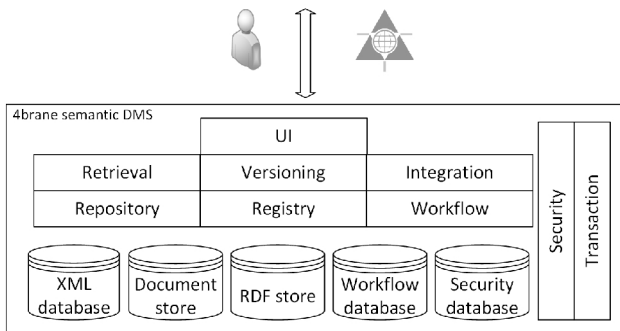 4brane semantic DMS
UI
Retrieval
Versioning
Integration
Repository
Registry
Workflow
Security
Transaction
XML
database
Document
store
RDF store
Workflow
database
Security
database